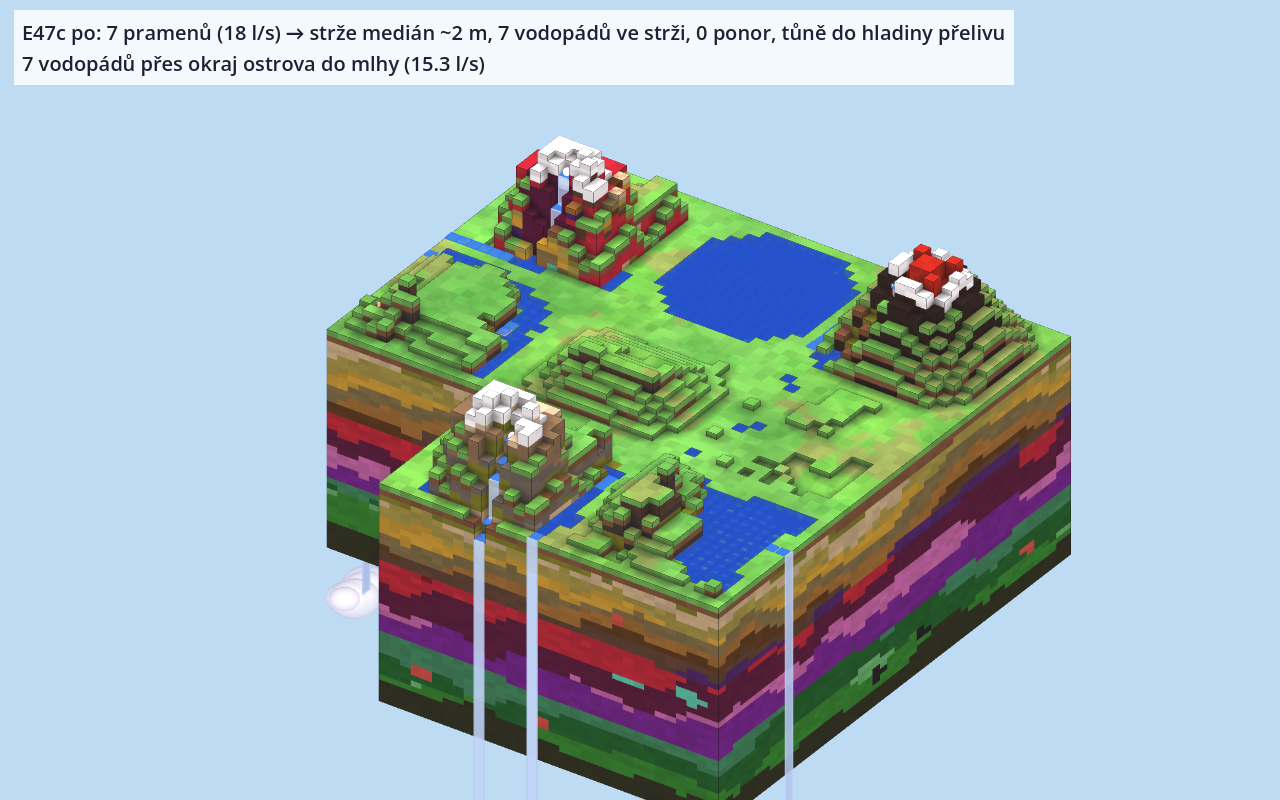 E47c po: 7 pramenů (18 l/s) → strže medián ~2 m, 7 vodopádů ve strži, 0 ponor, tůně do hladiny přelivu
7 vodopádů přes okraj ostrova do mlhy (15.3 l/s)